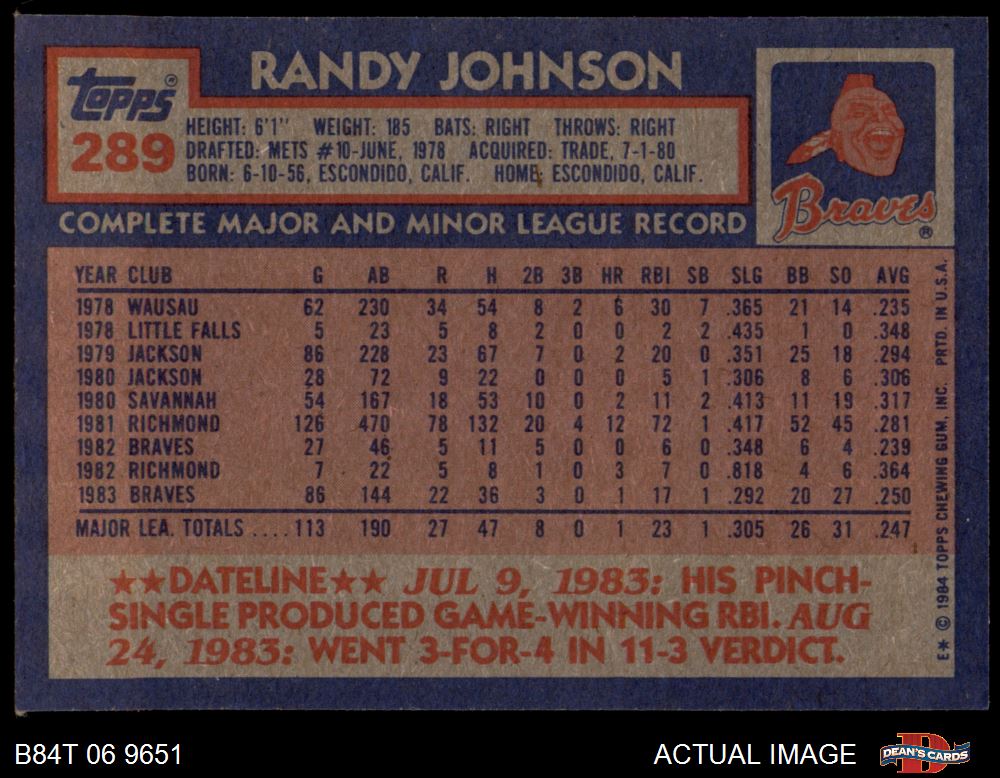 RANDY JOHNSON
Topps®
289
HEIGHT: 6'1" WEIGHT: 185 BATS: RIGHT THROWS: RIGHT
DRAFTED: METS #10-JUNE, 1978 ACQUIRED: TRADE, 7-1-80
BORN: 6-10-56, ESCONDIDO, CALIF. HOME: ESCONDIDO, CALIF.
Braves®
COMPLETE MAJOR AND MINOR LEAGUE RECORD
YEAR CLUB G AB R H 2B 3B HR RBI SB SLG BB SO AVG
1978 WAUSAU 62 230 34 54 8 2 6 30 7 .365 21 14 .235
1978 LITTLE FALLS 5 23 5 8 2 0 0 2 2 .435 1 0 .348
1979 JACKSON 86 228 23 67 7 0 2 20 0 .351 25 18 .294
1980 JACKSON 28 72 9 22 0 0 0 5 1 .306 8 6 .306
1980 SAVANNAH 54 167 18 53 10 0 2 11 2 .413 11 19 .317
1981 RICHMOND 126 470 78 132 20 4 12 72 1 .417 52 45 .281
1982 BRAVES 27 46 5 11 5 0 0 6 0 .348 6 4 .239
1982 RICHMOND 7 22 5 8 1 0 3 7 0 .818 4 6 .364
1983 BRAVES 86 144 22 36 3 0 1 17 1 .292 20 27 .250
MAJOR LEA. TOTALS ....113 190 27 47 8 0 1 23 1 .305 26 31 .247
★★DATELINE★★ JUL 9, 1983: HIS PINCH-
SINGLE PRODUCED GAME-WINNING RBI. AUG
24, 1983: WENT 3-FOR-4 IN 11-3 VERDICT.
E* © 1984 TOPPS CHEWING GUM, INC. PRTD. IN U.S.A.
B84T 06 9651
ACTUAL IMAGE
DEAN'S CARDS